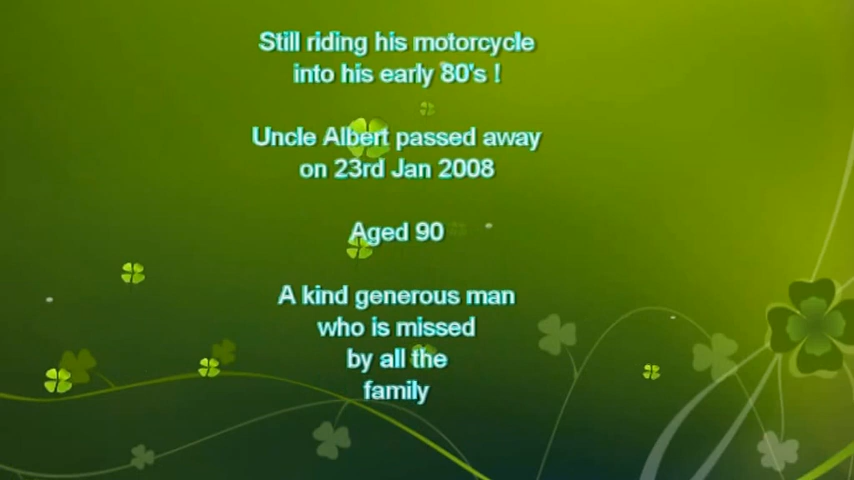 Still riding his motorcycle
into his early 80's !
Uncle Albert passed away
on 23rd Jan 2008
Aged 90
A kind generous man
who is missed
by all the
family